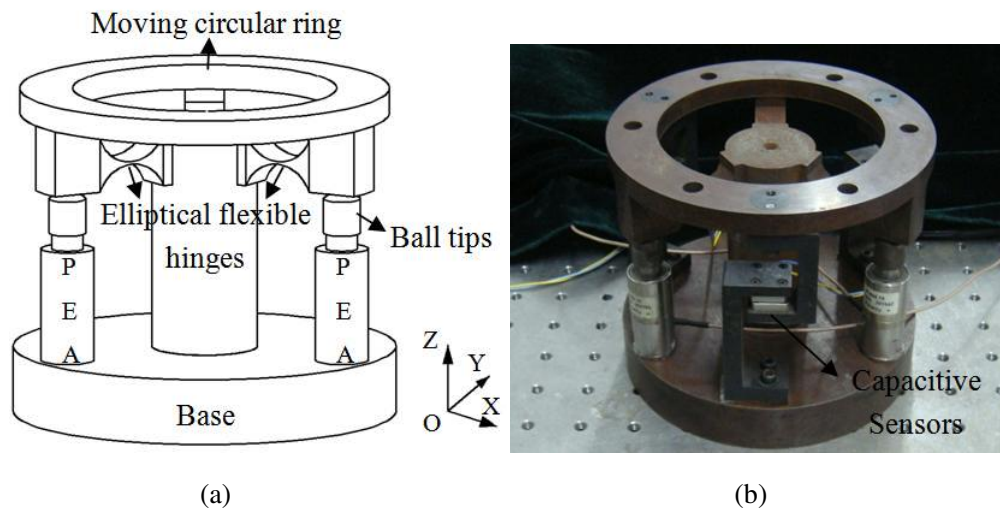 Moving circular ring
Elliptical flexible
hinges
Ball tips
P
E
A
P
E
A
Base
Z
Y
X
O
Capacitive
Sensors
(a)
(b)